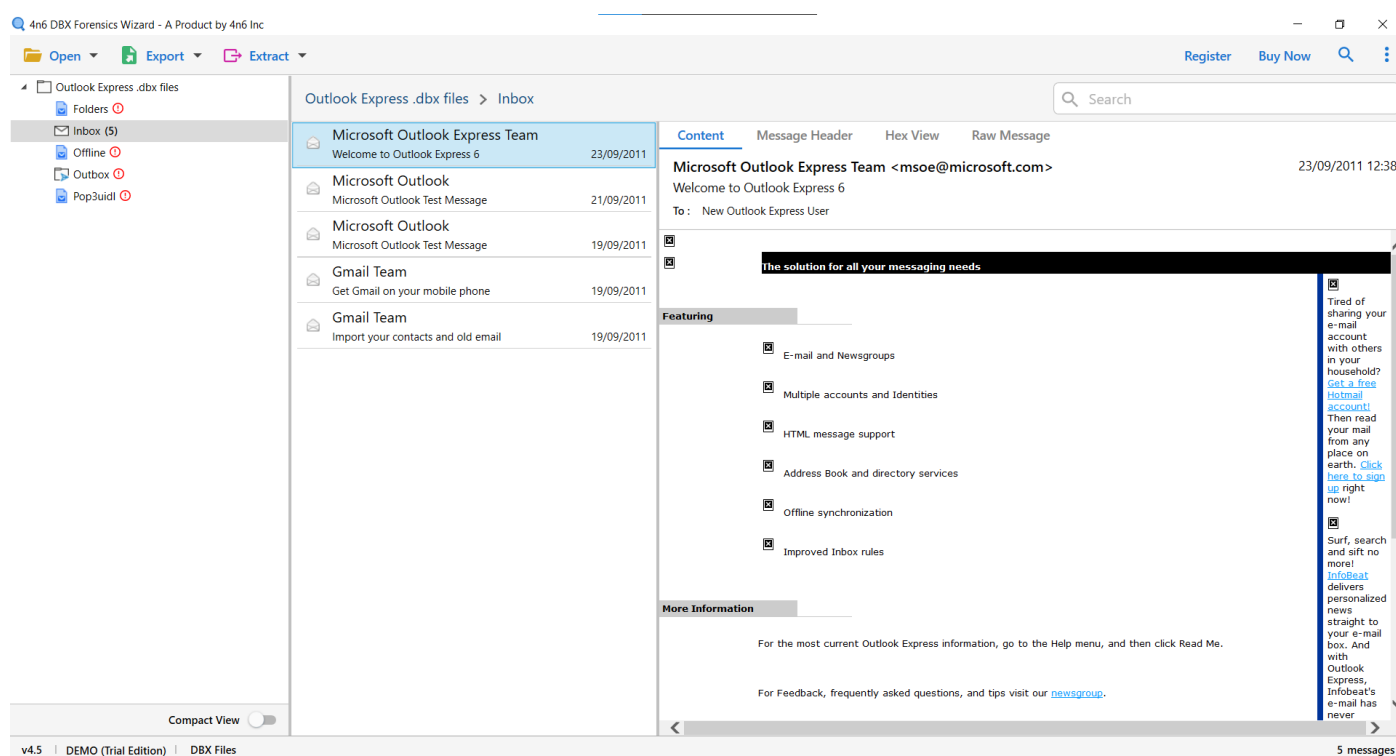 4n6 DBX Forensics Wizard - A Product by 4n6 Inc
Open
Export
Extract
Register
Buy Now
Outlook Express .dbx files
Folders
Inbox (5)
Offline
Outbox
Pop3uidl
Compact View
Outlook Express .dbx files > Inbox
Search
Microsoft Outlook Express Team
Welcome to Outlook Express 6 23/09/2011
Microsoft Outlook
Microsoft Outlook Test Message 21/09/2011
Microsoft Outlook
Microsoft Outlook Test Message 19/09/2011
Gmail Team
Get Gmail on your mobile phone 19/09/2011
Gmail Team
Import your contacts and old email 19/09/2011
Content Message Header Hex View Raw Message
Microsoft Outlook Express Team <msoe@microsoft.com> 23/09/2011 12:38
Welcome to Outlook Express 6
To : New Outlook Express User
The solution for all your messaging needs
Featuring
E-mail and Newsgroups
Multiple accounts and Identities
HTML message support
Address Book and directory services
Offline synchronization
Improved Inbox rules
More Information
For the most current Outlook Express information, go to the Help menu, and then click Read Me.
For Feedback, frequently asked questions, and tips visit our newsgroup.
Tired of
sharing your
e-mail
account
with others
in your
household?
Get a free
Hotmail
account!
Then read
your mail
from any
place on
earth. Click
here to sign
up right
now!
Surf, search
and sift no
more!
InfoBeat
delivers
personalized
news
straight to
your e-mail
box. And
with
Outlook
Express,
Infobeat's
e-mail has
never
v4.5 | DEMO (Trial Edition) | DBX Files
5 messages